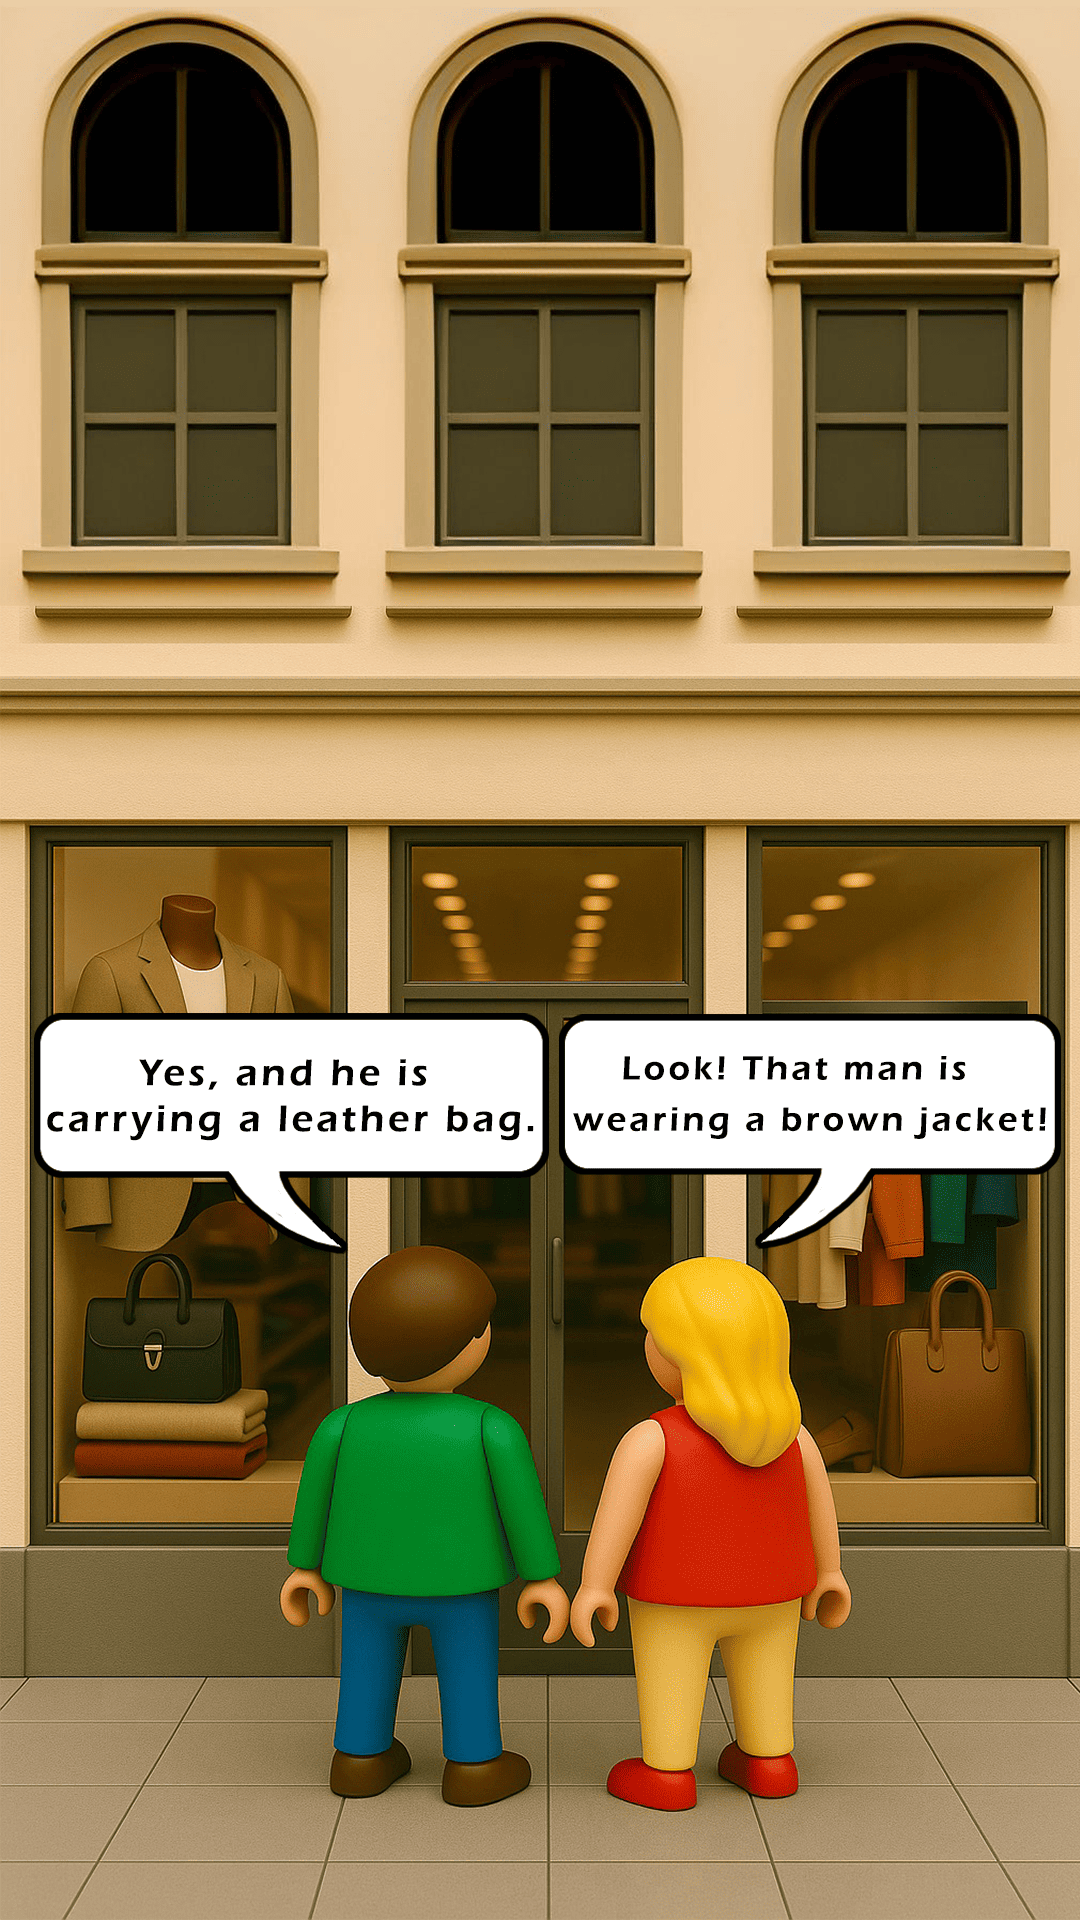 Yes, and he is
carrying a leather bag.
Look! That man is
wearing a brown jacket!